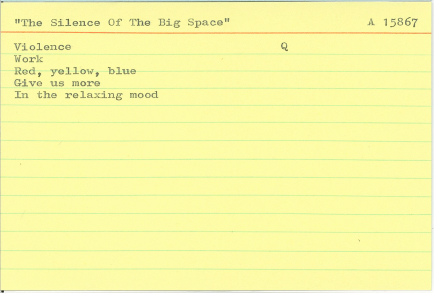 "The Silence Of The Big Space" A 15867
Violence Q
Work
Red, yellow, blue
Give us more
In the relaxing mood